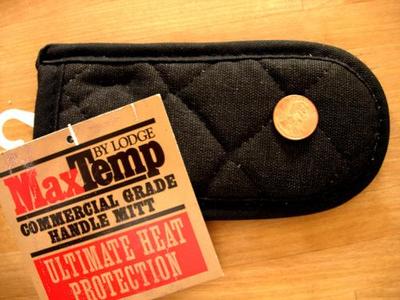 BY LODGE
MaxTemp
COMMERCIAL GRADE
HANDLE MITT
ULTIMATE HEAT
PROTECTION